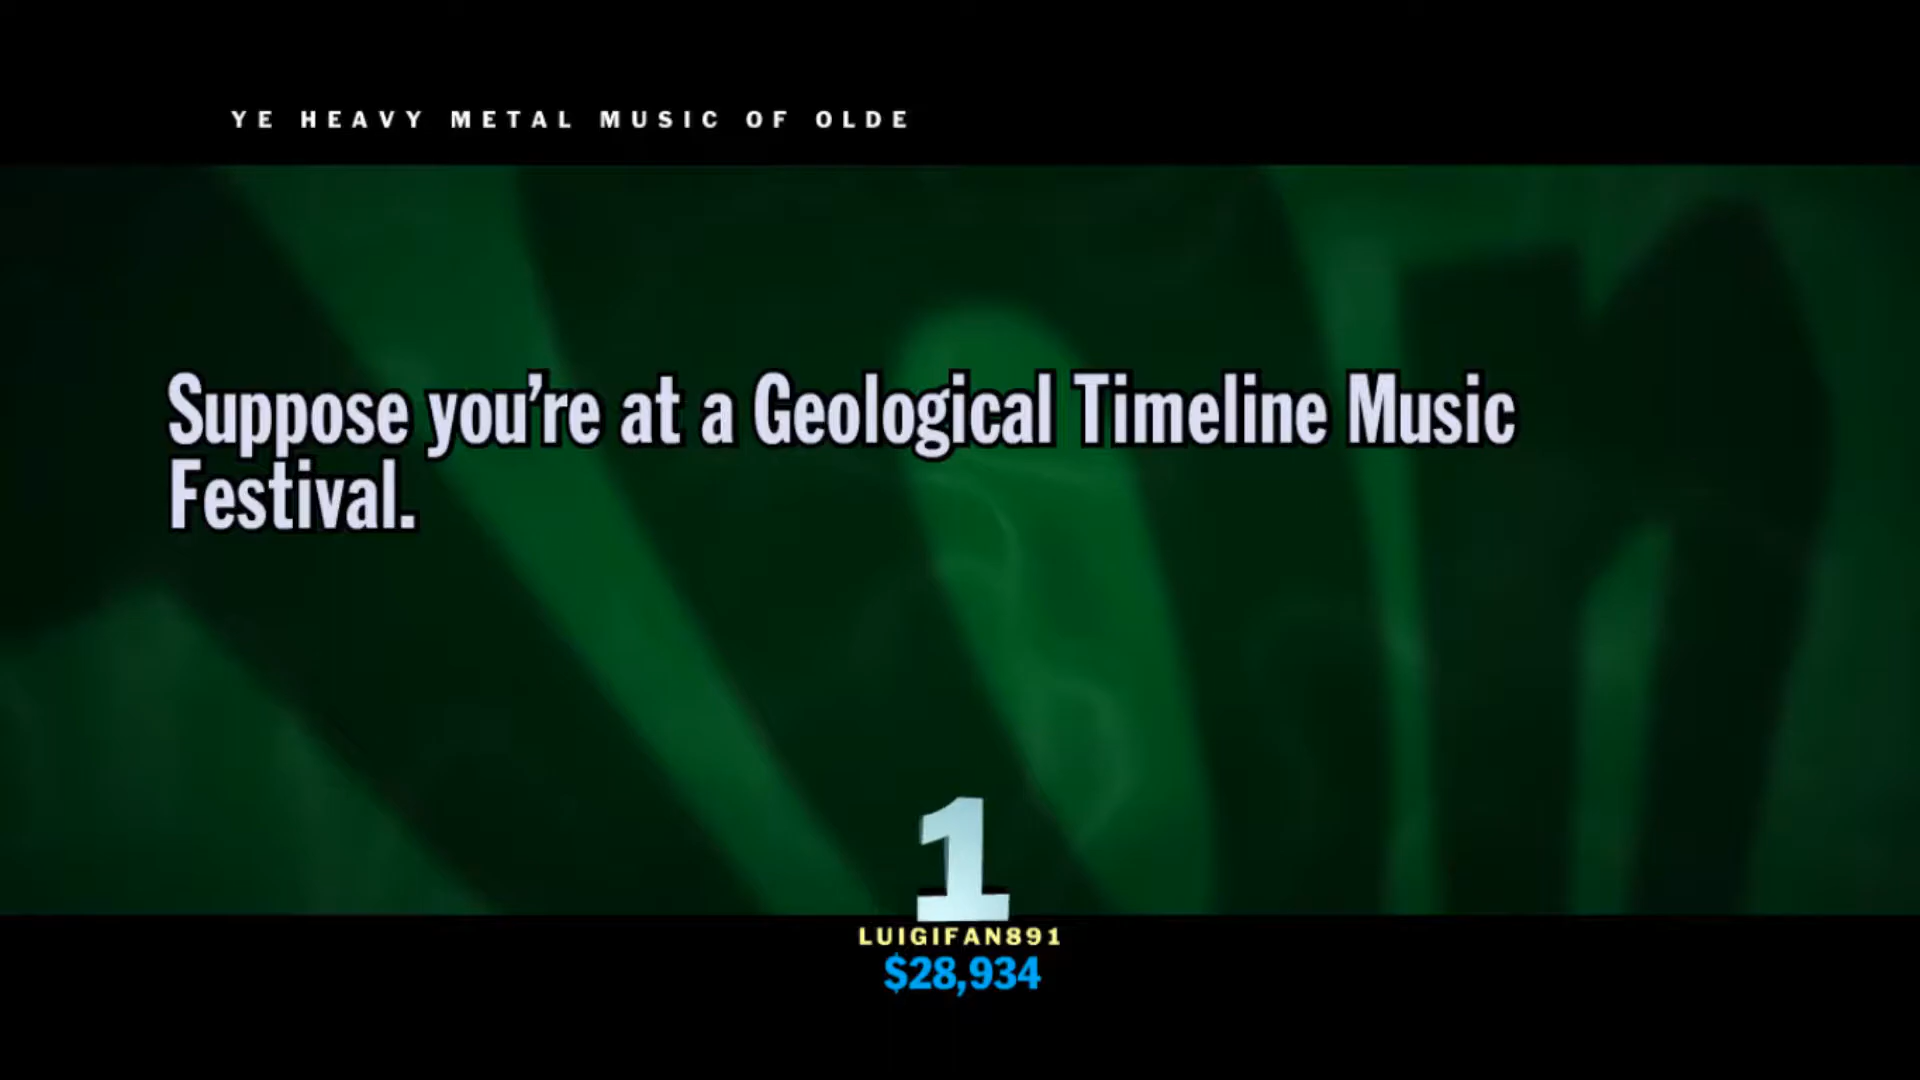 YE HEAVY METAL MUSIC OF OLDE
Suppose you’re at a Geological Timeline Music
Festival.
1
LUIGIFAN891
$28,934